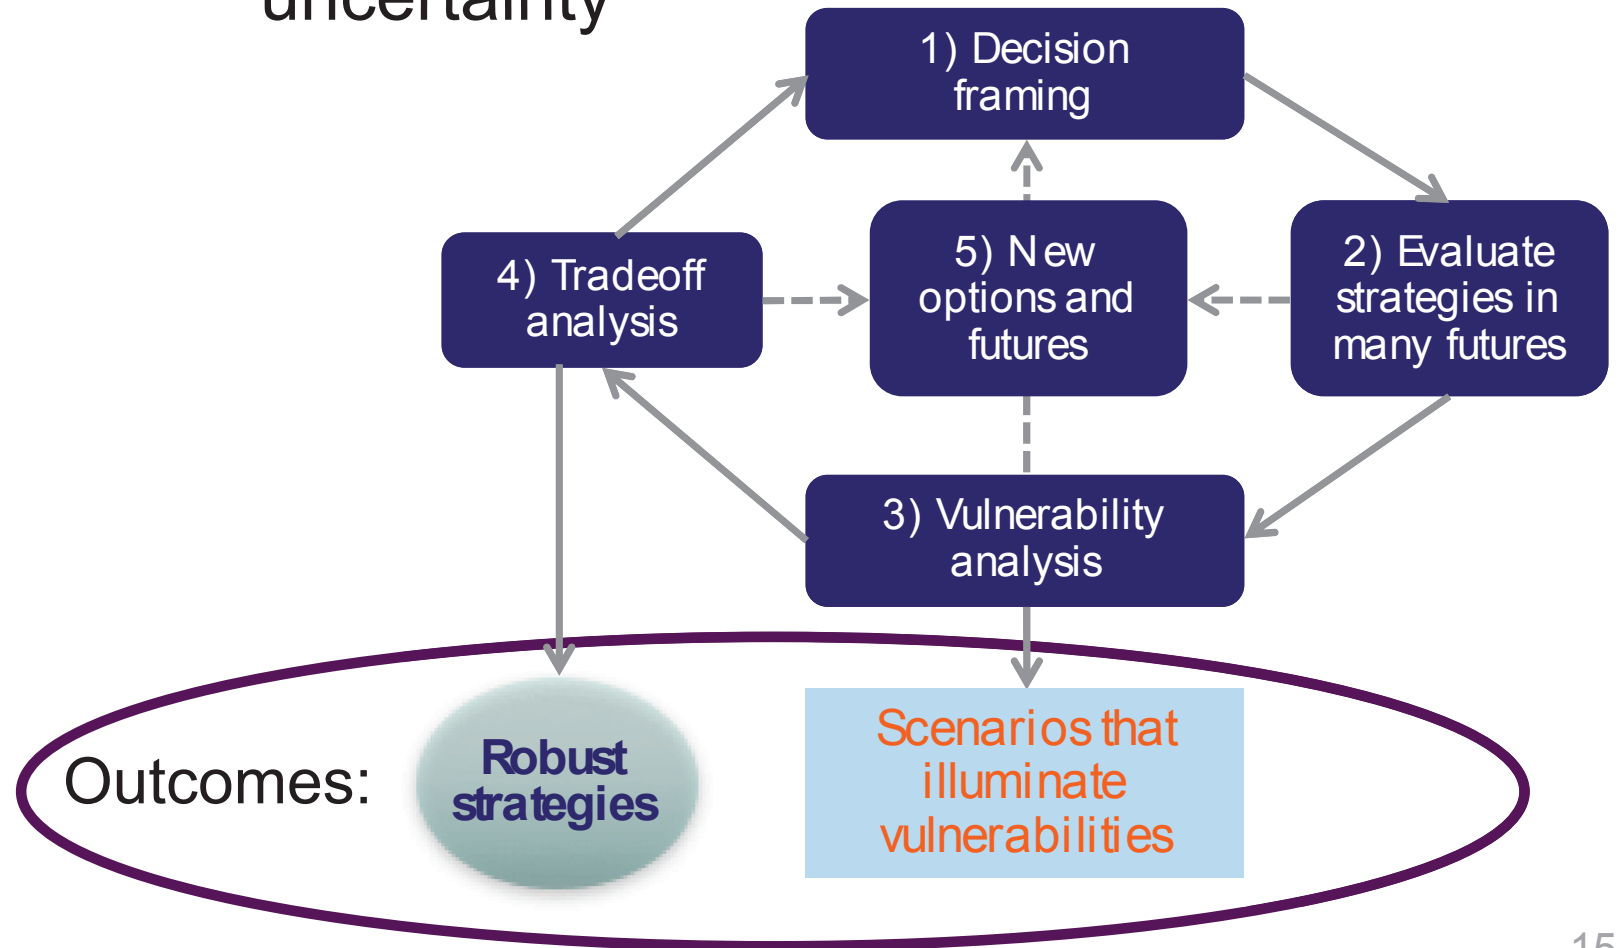 uncertainty
1) Decision
framing
4) Tradeoff
analysis
5) New
options and
futures
2) Evaluate
strategies in
many futures
3) Vulnerability
analysis
Outcomes:
Robust
strategies
Scenarios that
illuminate
vulnerabilities
15